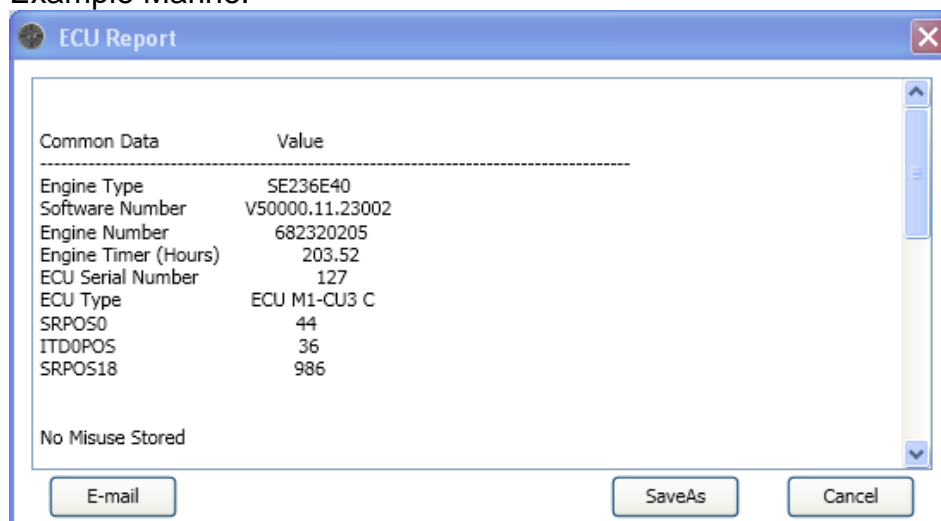 Example Marine:
ECU Report
Common Data Value
--------------------------------------------------------------------------------------
Engine Type SE236E40
Software Number V50000.11.23002
Engine Number 682320205
Engine Timer (Hours) 203.52
ECU Serial Number 127
ECU Type ECU M1-CU3 C
SRPOS0 44
ITD0POS 36
SRPOS18 986
No Misuse Stored
E-mail SaveAs Cancel